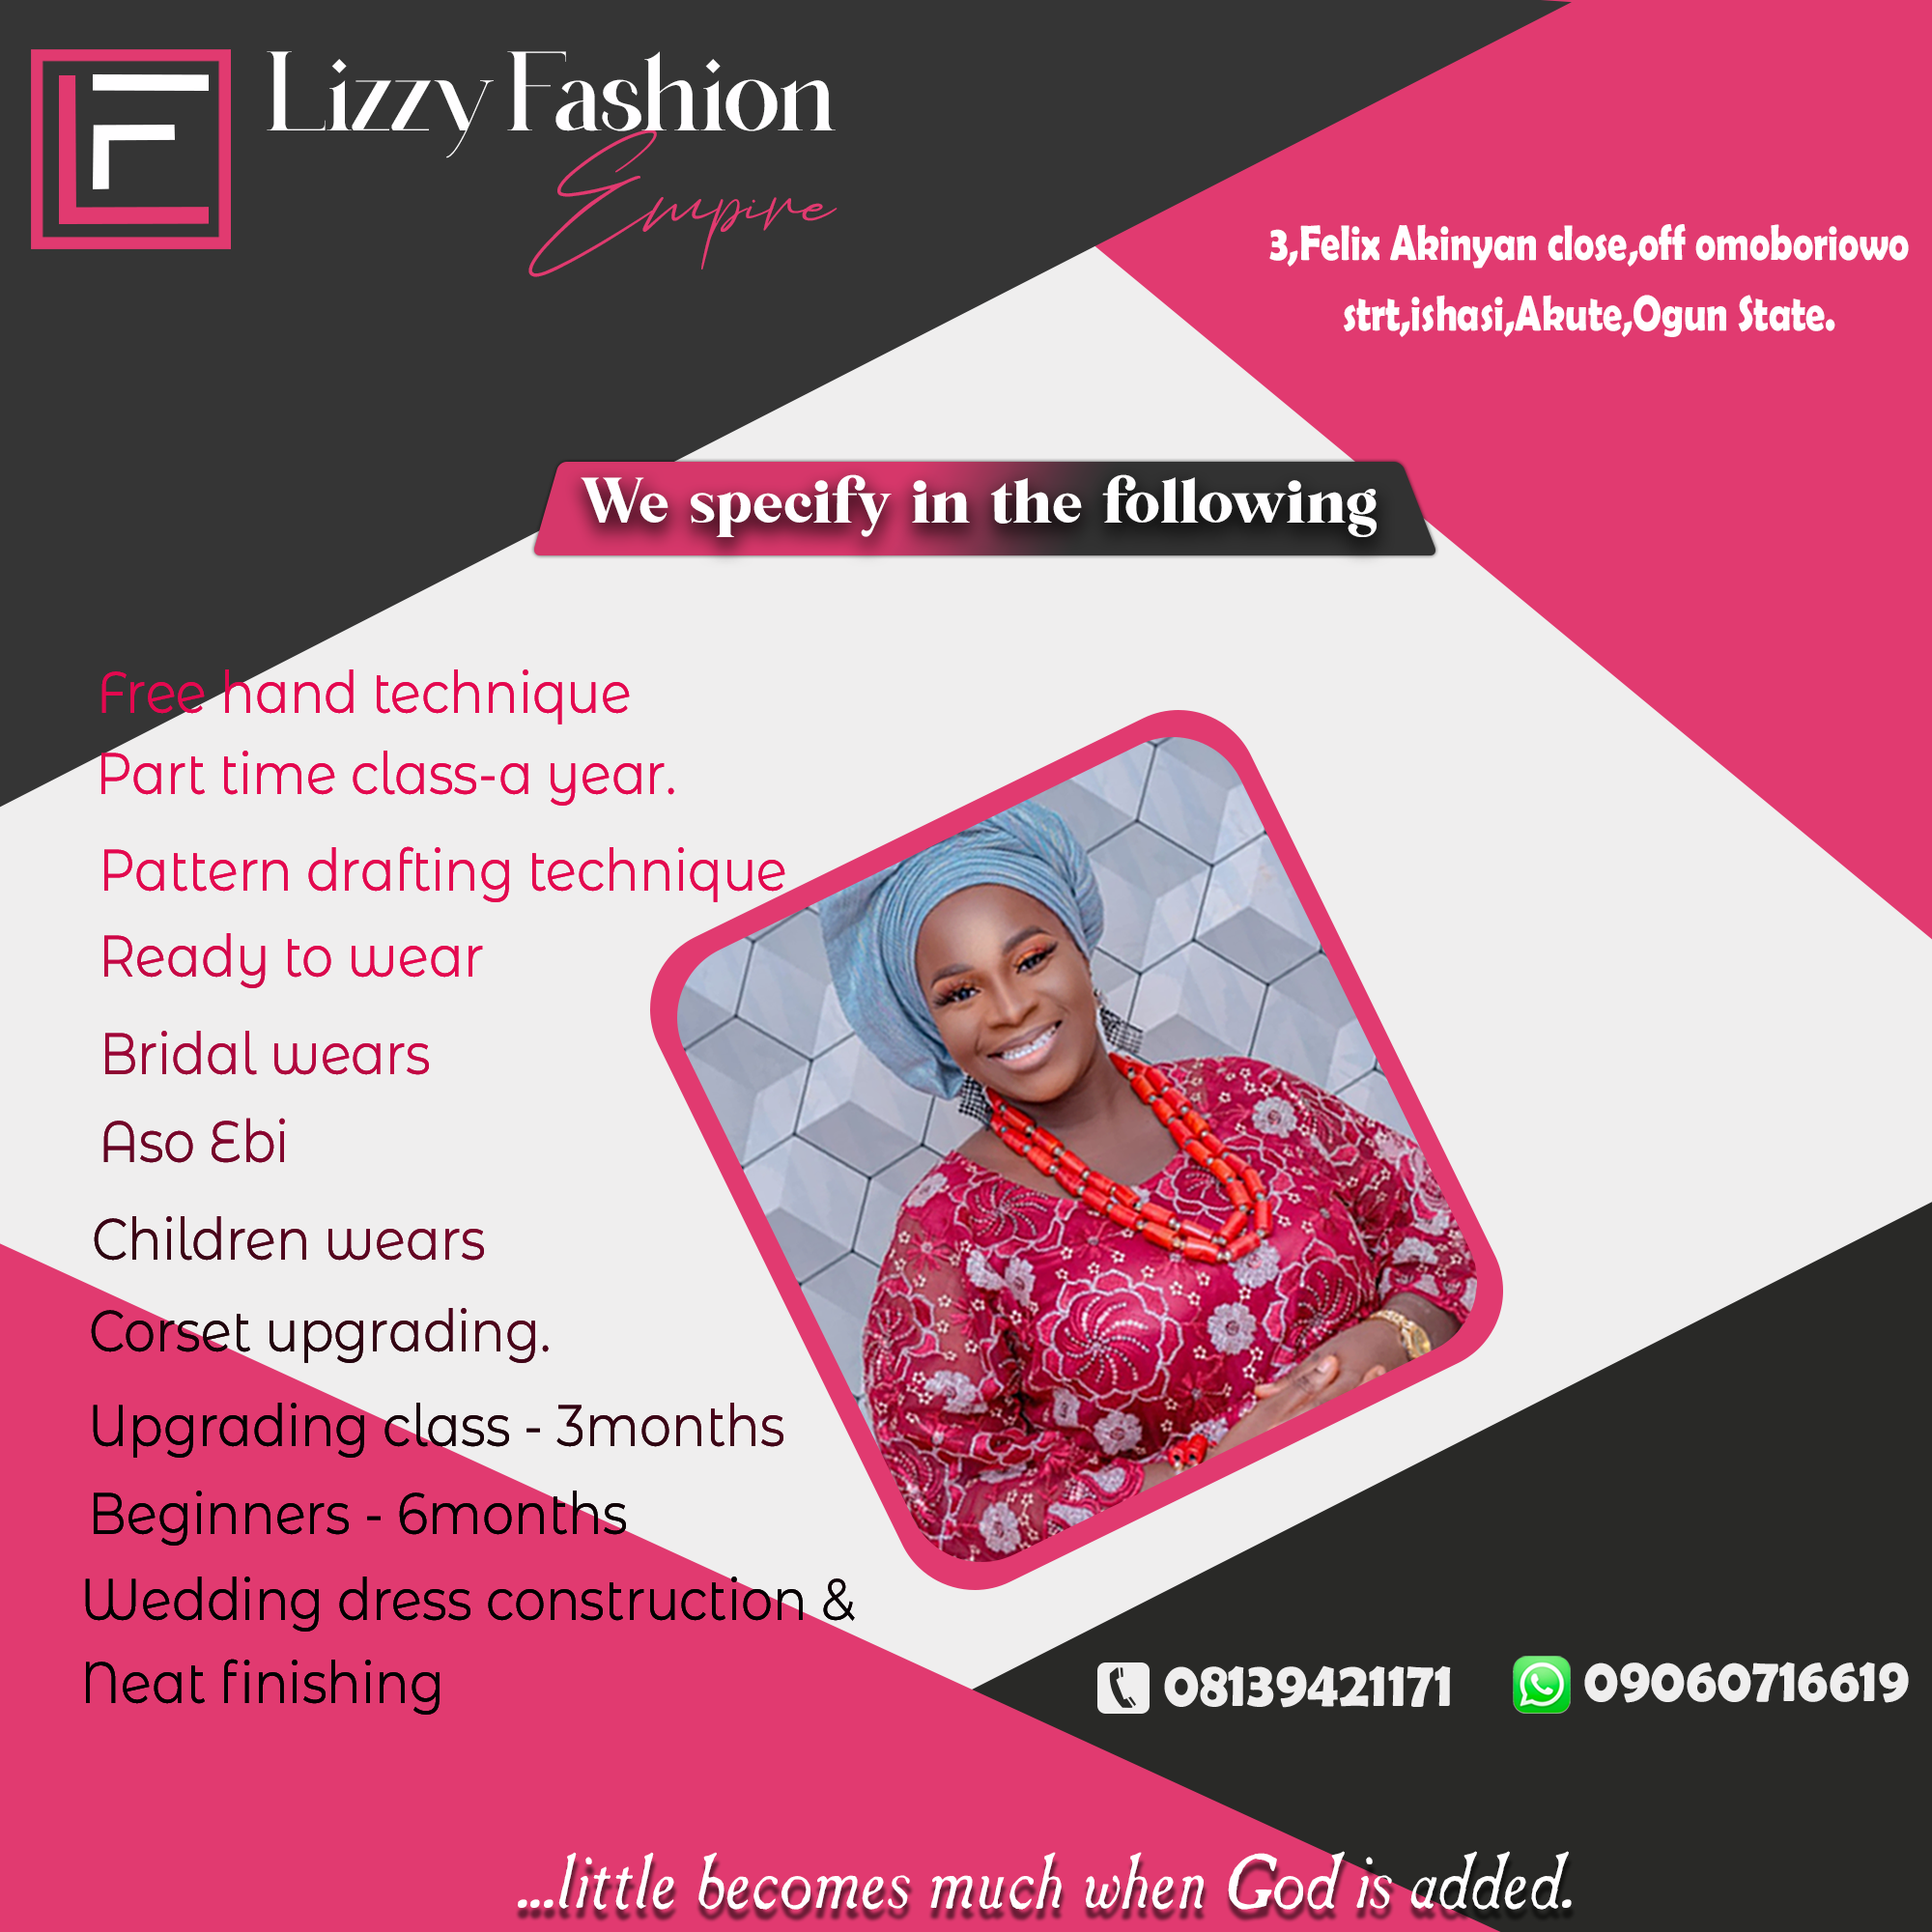 LF
Lizzy Fashion
Empire
3,Felix Akinyan close,off omoboriowo
strt,ishasi,Akute,Ogun State.
We specify in the following
Free hand technique
Part time class-a year.
Pattern drafting technique
Ready to wear
Bridal wears
Aso Ebi
Children wears
Corset upgrading.
Upgrading class - 3months
Beginners - 6months
Wedding dress construction &
Neat finishing
08139421171
09060716619
...little becomes much when God is added.